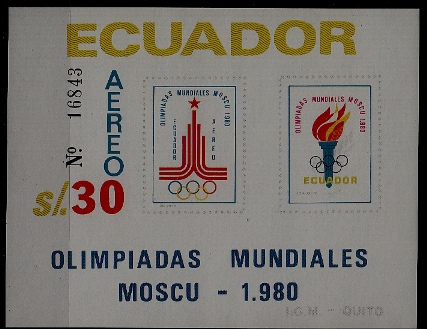 ECUADOR
Nº 16843
AEREO
S/.30
OLIMPIADAS MUNDIALES MOSCU 1980
ECUADOR
AEREO
OLIMPIADAS MUNDIALES MOSCU 1980
ECUADOR
OLIMPIADAS MUNDIALES
MOSCU - 1.980
I.G.M. - QUITO